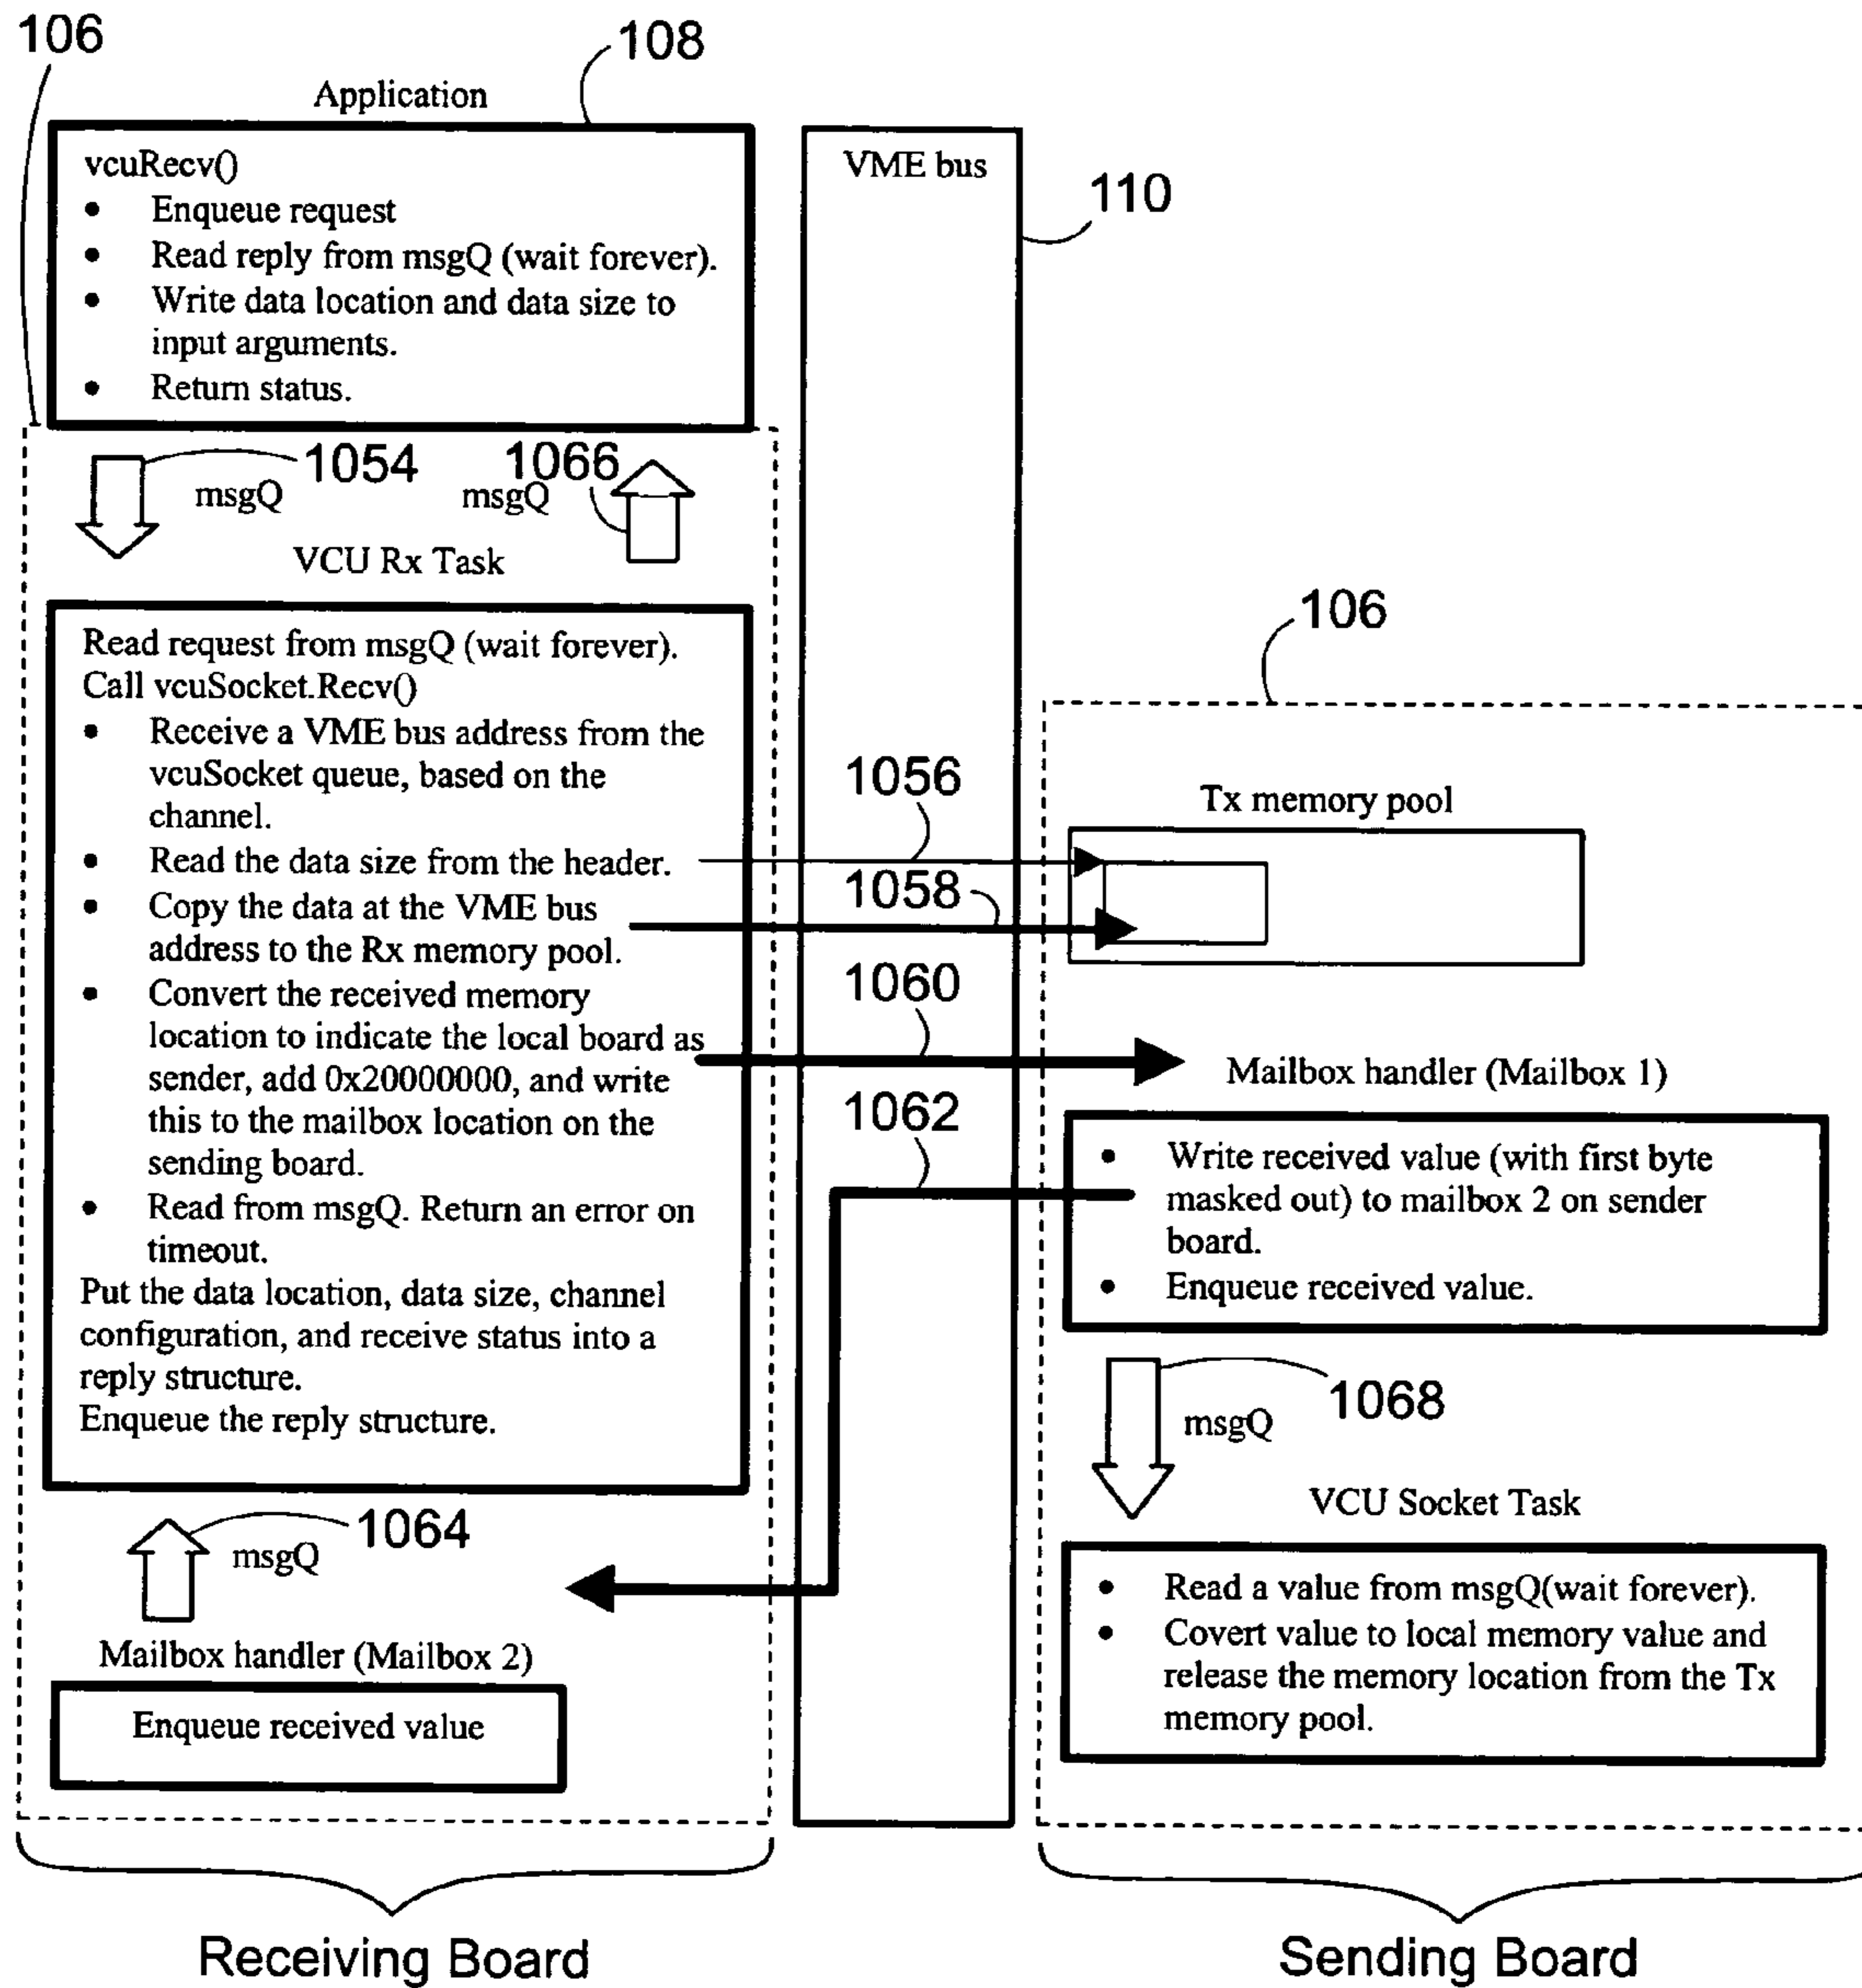 106
108
Application
vcuRecv()
• Enqueue request
• Read reply from msgQ (wait forever).
• Write data location and data size to
input arguments.
• Return status.
VME bus
110
1054
msgQ
1066
msgQ
VCU Rx Task
Read request from msgQ (wait forever).
Call vcuSocket.Recv()
• Receive a VME bus address from the
vcuSocket queue, based on the
channel.
• Read the data size from the header.
• Copy the data at the VME bus
address to the Rx memory pool.
• Convert the received memory
location to indicate the local board as
sender, add 0x20000000, and write
this to the mailbox location on the
sending board.
• Read from msgQ. Return an error on
timeout.
Put the data location, data size, channel
configuration, and receive status into a
reply structure.
Enqueue the reply structure.
1064
msgQ
Mailbox handler (Mailbox 2)
Enqueue received value
1056
1058
1060
1062
106
Tx memory pool
Mailbox handler (Mailbox 1)
• Write received value (with first byte
masked out) to mailbox 2 on sender
board.
• Enqueue received value.
1068
msgQ
VCU Socket Task
• Read a value from msgQ(wait forever).
• Covert value to local memory value and
release the memory location from the Tx
memory pool.
Receiving Board
Sending Board